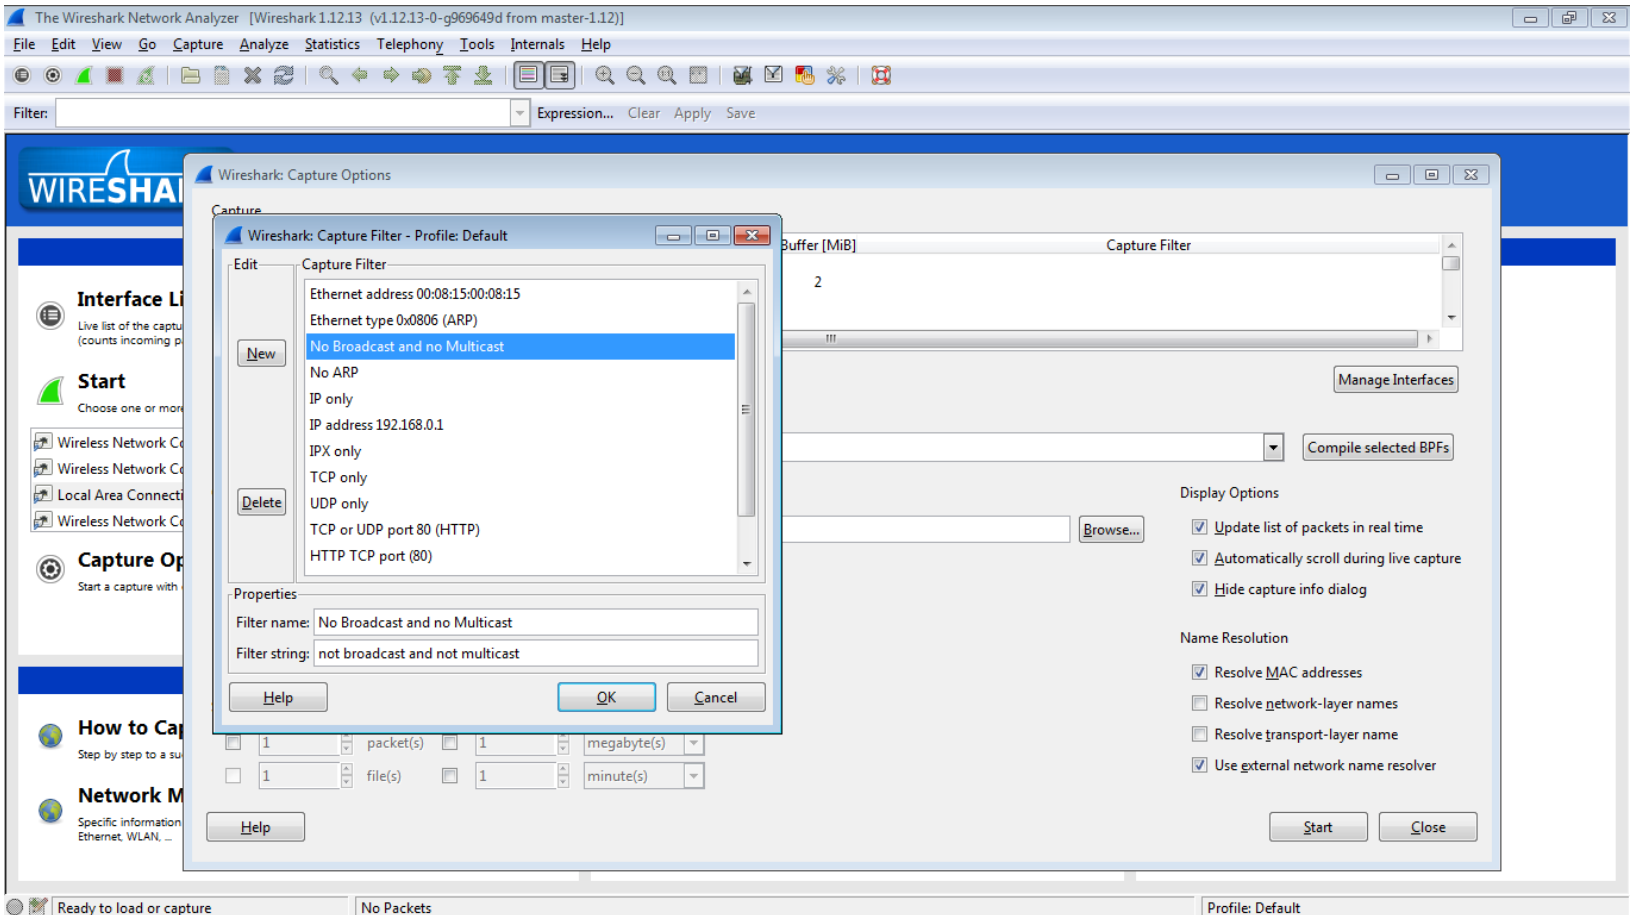 The Wireshark Network Analyzer [Wireshark 1.12.13 (v1.12.13-0-g969649d from master-1.12)]
File Edit View Go Capture Analyze Statistics Telephony Tools Internals Help
Filter: Expression... Clear Apply Save
WIRESHA
Wireshark: Capture Options
Capture
Wireshark: Capture Filter - Profile: Default
Buffer [MiB] Capture Filter
2
Edit Capture Filter
Ethernet address 00:08:15:00:08:15
Ethernet type 0x0806 (ARP)
No Broadcast and no Multicast
No ARP
IP only
IP address 192.168.0.1
IPX only
TCP only
UDP only
TCP or UDP port 80 (HTTP)
HTTP TCP port (80)
New
Delete
Properties
Filter name: No Broadcast and no Multicast
Filter string: not broadcast and not multicast
Help OK Cancel
Interface Li
Live list of the captu
(counts incoming p
Start
Choose one or more
Wireless Network Co
Wireless Network Co
Local Area Connecti
Wireless Network Co
Capture Op
Start a capture with
How to Cap
Step by step to a su
Network M
Specific information
Ethernet, WLAN, ...
Manage Interfaces
Compile selected BPFs
Browse...
Display Options
Update list of packets in real time
Automatically scroll during live capture
Hide capture info dialog
Name Resolution
Resolve MAC addresses
Resolve network-layer names
Resolve transport-layer name
Use external network name resolver
1 packet(s) 1 megabyte(s)
1 file(s) 1 minute(s)
Help Start Close
Ready to load or capture No Packets Profile: Default